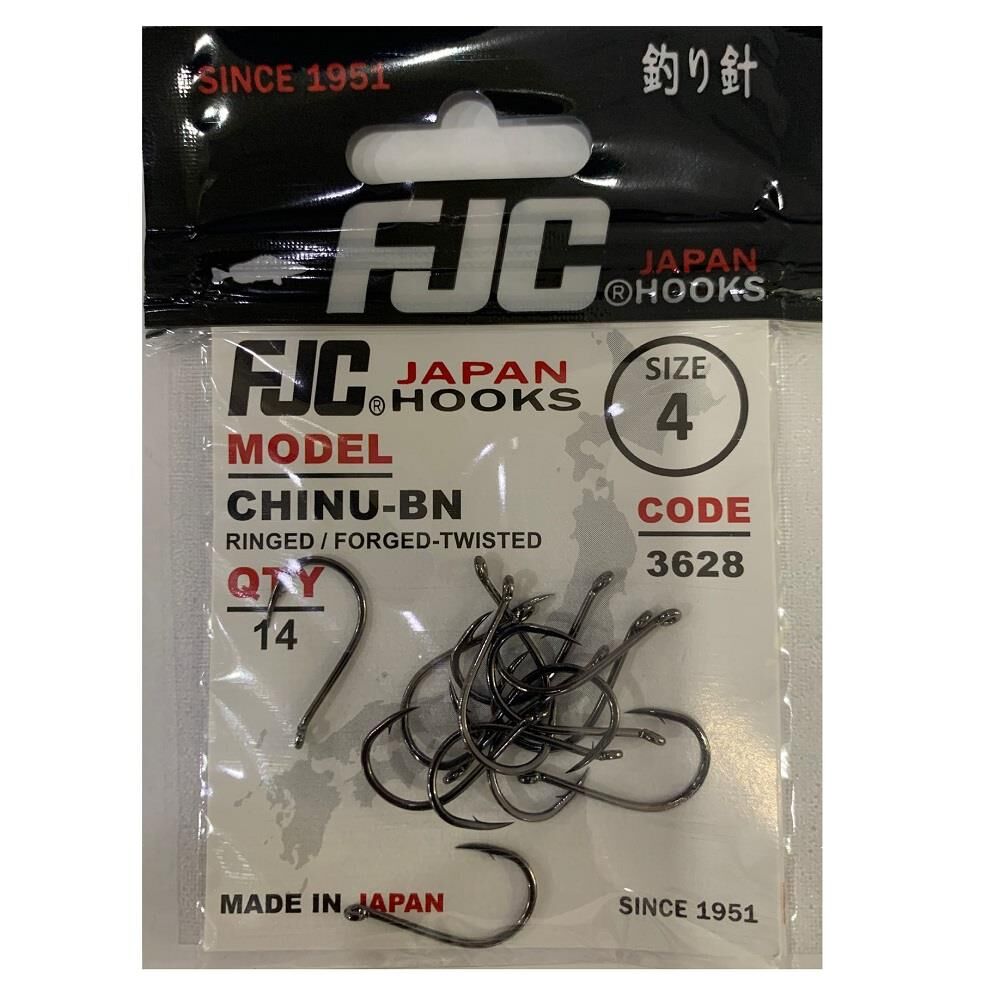 SINCE 1951
釣り針
FJC
JAPAN
®HOOKS
FJC® JAPAN
HOOKS
SIZE
4
MODEL
CHINU-BN
RINGED / FORGED-TWISTED
CODE
3628
QTY
14
MADE IN JAPAN
SINCE 1951